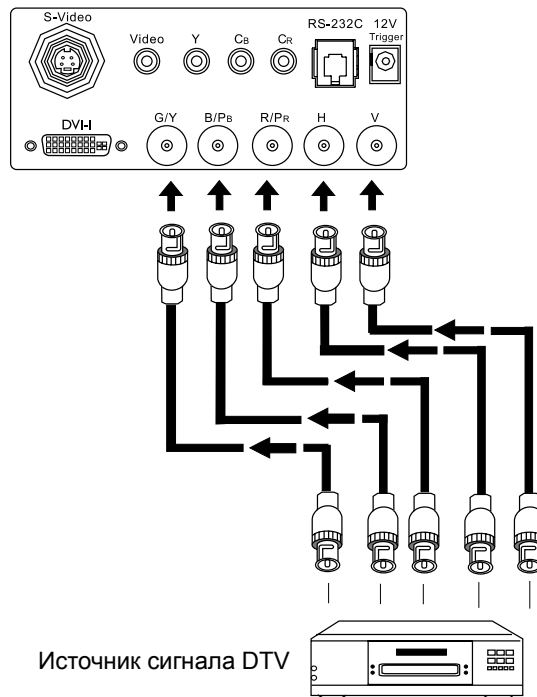 S-Video
Video Y CB CR RS-232C 12V Trigger
DVI-I G/Y B/PB R/PR H V
Источник сигнала DTV